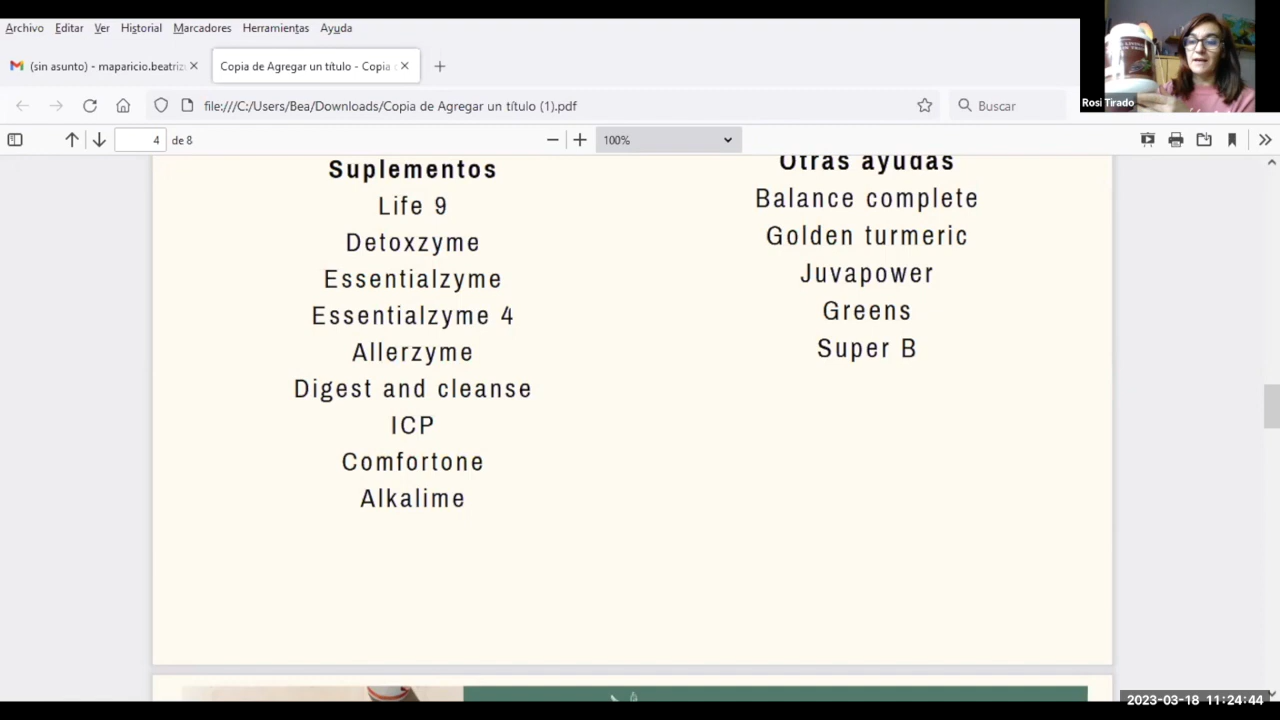 Archivo Editar Ver Historial Marcadores Herramientas Ayuda
(sin asunto) - maparicio.beatriz
Copia de Agregar un título - Copia
file:///C:/Users/Bea/Downloads/Copia de Agregar un título (1).pdf
Buscar
Rosi Tirado
4 de 8
100%
Suplementos
Life 9
Detoxzyme
Essentialzyme
Essentialzyme 4
Allerzyme
Digest and cleanse
ICP
Comfortone
Alkalime
Otras ayudas
Balance complete
Golden turmeric
Juvapower
Greens
Super B
2023-03-18 11:24:44